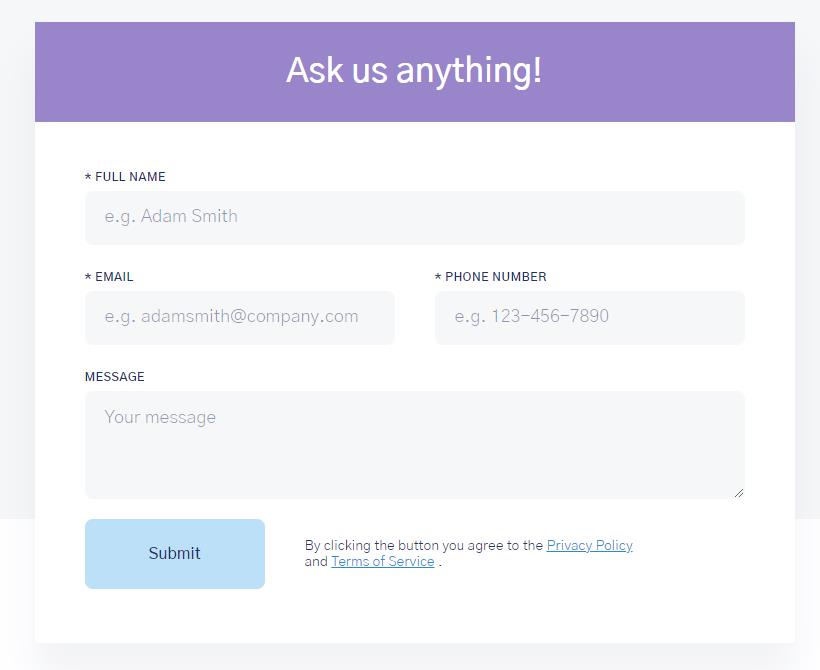 Ask us anything!
* FULL NAME
e.g. Adam Smith
* EMAIL
* PHONE NUMBER
e.g. adamsmith@company.com
e.g. 123-456-7890
MESSAGE
Your message
Submit
By clicking the button you agree to the Privacy Policy
and Terms of Service .